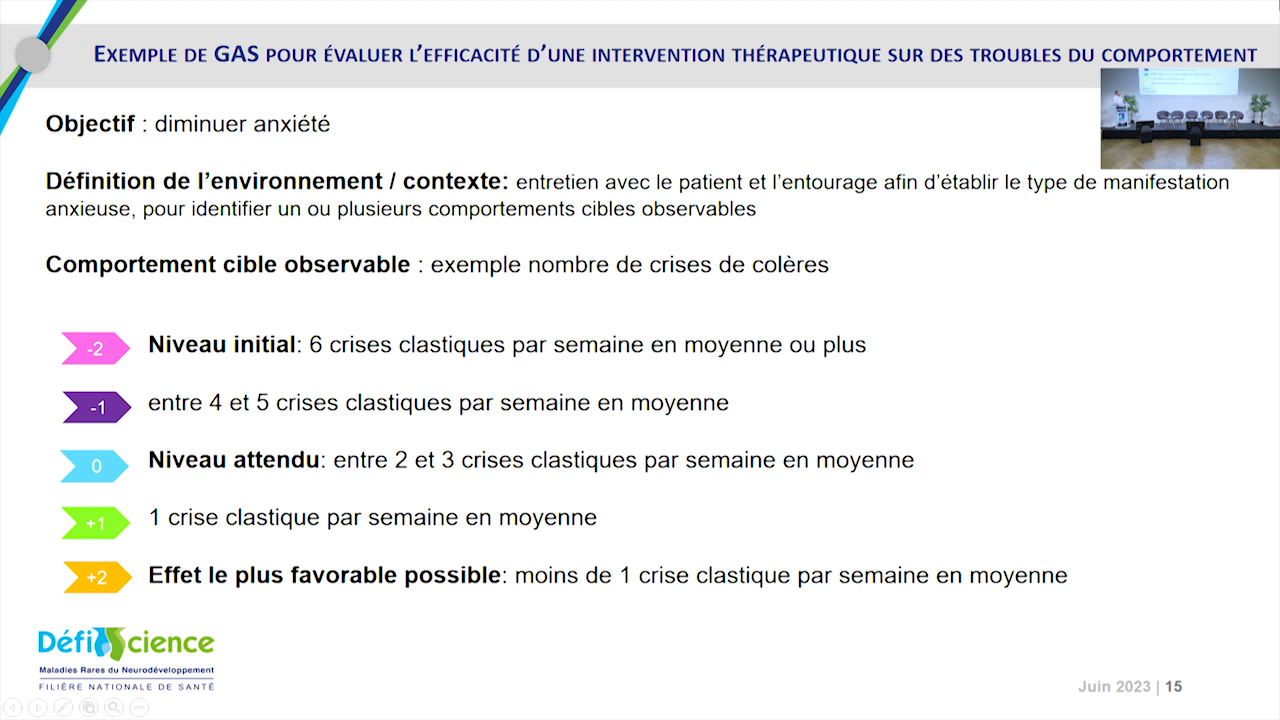 EXEMPLE DE GAS POUR ÉVALUER L'EFFICACITÉ D'UNE INTERVENTION THÉRAPEUTIQUE SUR DES TROUBLES DU COMPORTEMENT
Objectif : diminuer anxiété
Définition de l'environnement / contexte: entretien avec le patient et l'entourage afin d'établir le type de manifestation
anxieuse, pour identifier un ou plusieurs comportements cibles observables
Comportement cible observable : exemple nombre de crises de colères
-2 Niveau initial: 6 crises clastiques par semaine en moyenne ou plus
-1 entre 4 et 5 crises clastiques par semaine en moyenne
0 Niveau attendu: entre 2 et 3 crises clastiques par semaine en moyenne
+1 1 crise clastique par semaine en moyenne
+2 Effet le plus favorable possible: moins de 1 crise clastique par semaine en moyenne
DéfiScience
Maladies Rares du Neurodéveloppement
FILIÈRE NATIONALE DE SANTÉ
Juin 2023 | 15